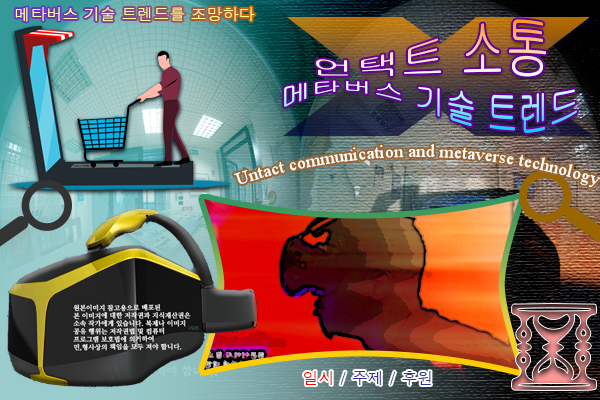 메타버스 기술 트렌드를 조망하다
언택트 소통
메타버스 기술 트렌드
Untact communication and metaverse technology
원본이미지 참고용으로 배포된
본 이미지에 대한 저작권과 지식재산권은
소속 작가에게 있습니다. 복제나 이미지
공유 행위는 저작권법 및 컴퓨터
프로그램 보호법에 의거하여
민,형사상의 책임을 모두 져야 합니다.
일시 / 주제 / 후원